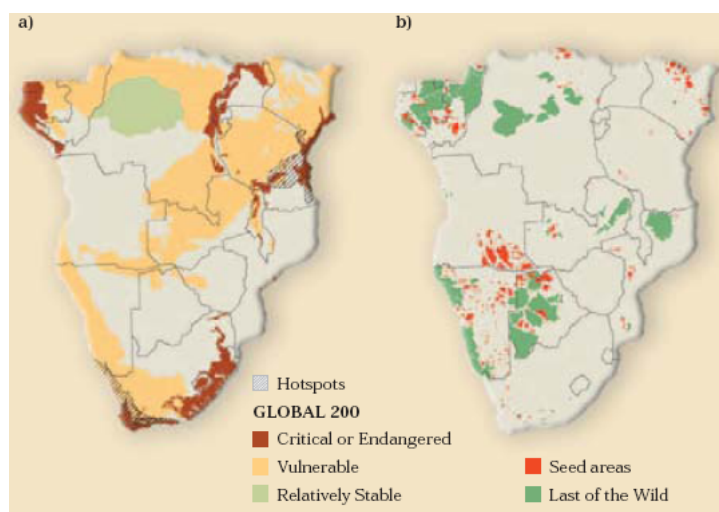 a)
b)
Hotspots
GLOBAL 200
Critical or Endangered
Vulnerable
Relatively Stable
Seed areas
Last of the Wild